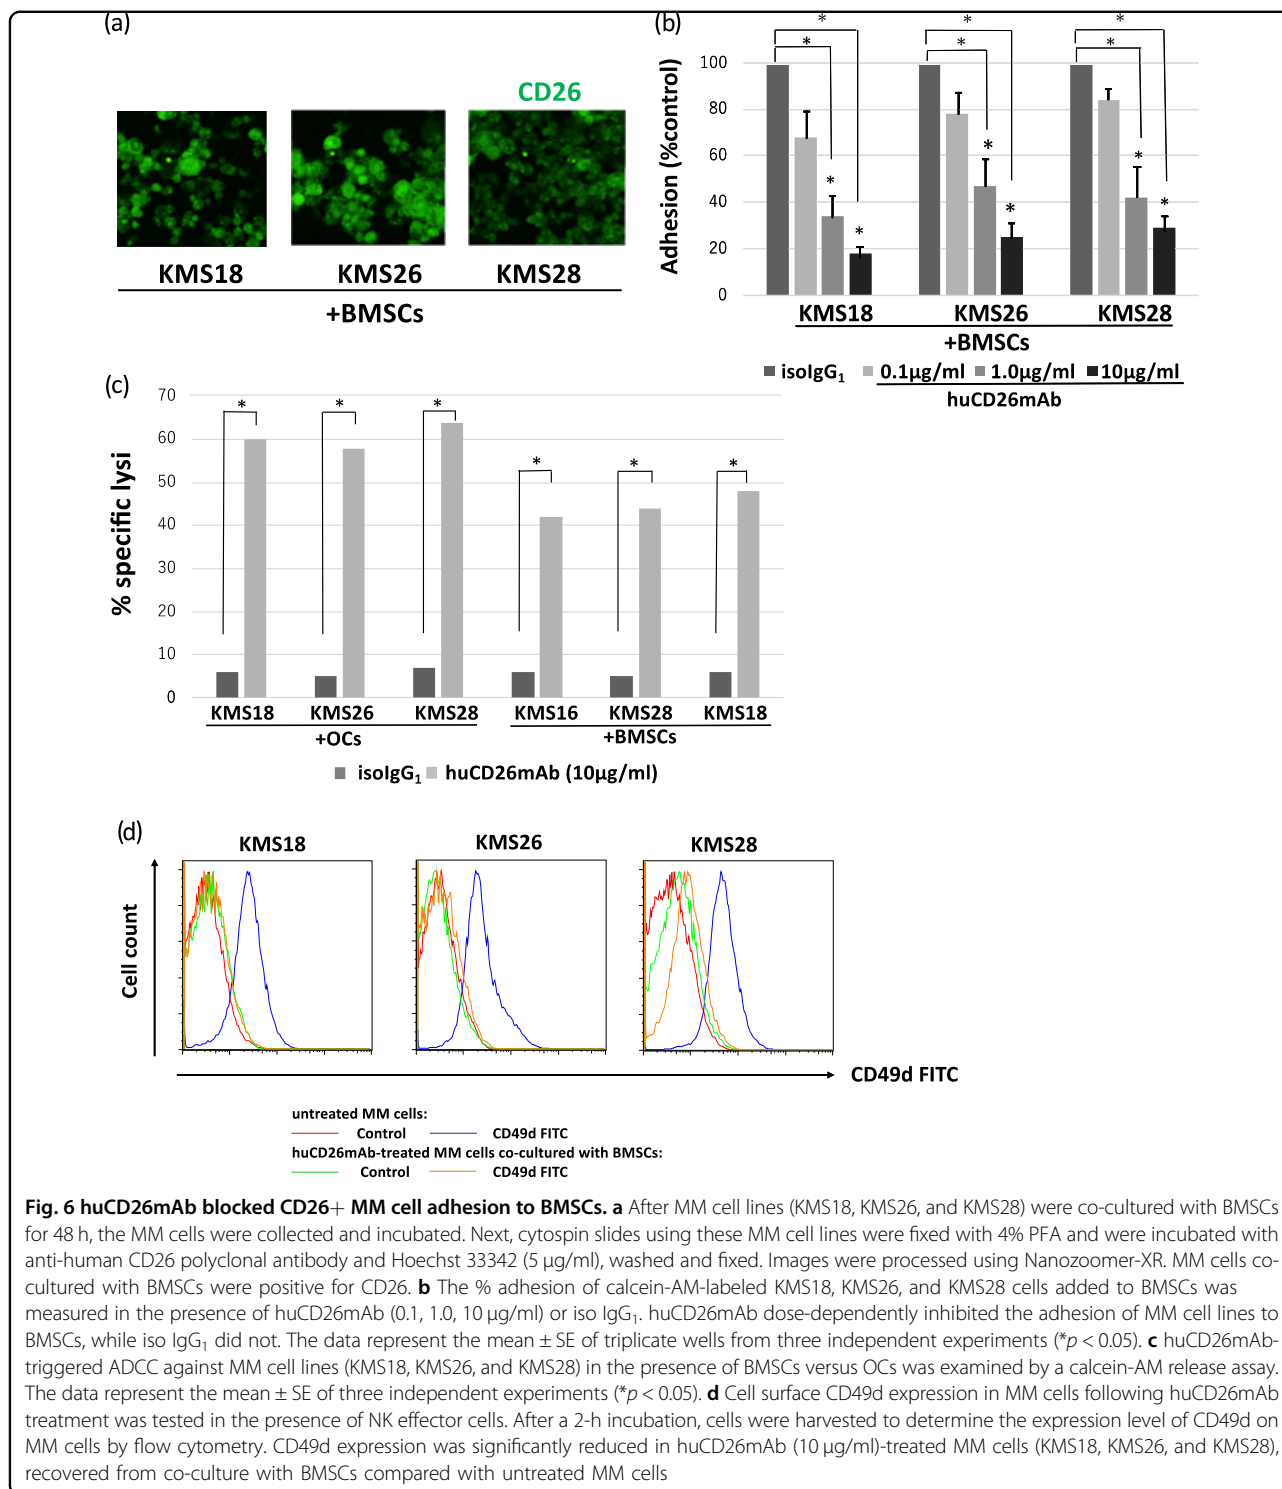 (a)
CD26
KMS18 KMS26 KMS28
+BMSCs
(b)
* * *
* * *
Adhesion (%control)
100
80
60
40
20
0
* * *
* * *
KMS18 KMS26 KMS28
+BMSCs
isoIgG1 0.1µg/ml 1.0µg/ml 10µg/ml
huCD26mAb
(c)
% specific lysi
70
60
50
40
30
20
10
0
* * * * * *
KMS18 KMS26 KMS28 KMS16 KMS28 KMS18
+OCs +BMSCs
isoIgG1 huCD26mAb (10µg/ml)
(d)
KMS18 KMS26 KMS28
Cell count
CD49d FITC
untreated MM cells:
Control CD49d FITC
huCD26mAb-treated MM cells co-cultured with BMSCs:
Control CD49d FITC
Fig. 6 huCD26mAb blocked CD26+ MM cell adhesion to BMSCs. a After MM cell lines (KMS18, KMS26, and KMS28) were co-cultured with BMSCs
for 48 h, the MM cells were collected and incubated. Next, cytospin slides using these MM cell lines were fixed with 4% PFA and were incubated with
anti-human CD26 polyclonal antibody and Hoechst 33342 (5 µg/ml), washed and fixed. Images were processed using Nanozoomer-XR. MM cells co-
cultured with BMSCs were positive for CD26. b The % adhesion of calcein-AM-labeled KMS18, KMS26, and KMS28 cells added to BMSCs was
measured in the presence of huCD26mAb (0.1, 1.0, 10 µg/ml) or iso IgG1. huCD26mAb dose-dependently inhibited the adhesion of MM cell lines to
BMSCs, while iso IgG1 did not. The data represent the mean ± SE of triplicate wells from three independent experiments (*p < 0.05). c huCD26mAb-
triggered ADCC against MM cell lines (KMS18, KMS26, and KMS28) in the presence of BMSCs versus OCs was examined by a calcein-AM release assay.
The data represent the mean ± SE of three independent experiments (*p < 0.05). d Cell surface CD49d expression in MM cells following huCD26mAb
treatment was tested in the presence of NK effector cells. After a 2-h incubation, cells were harvested to determine the expression level of CD49d on
MM cells by flow cytometry. CD49d expression was significantly reduced in huCD26mAb (10 µg/ml)-treated MM cells (KMS18, KMS26, and KMS28),
recovered from co-culture with BMSCs compared with untreated MM cells